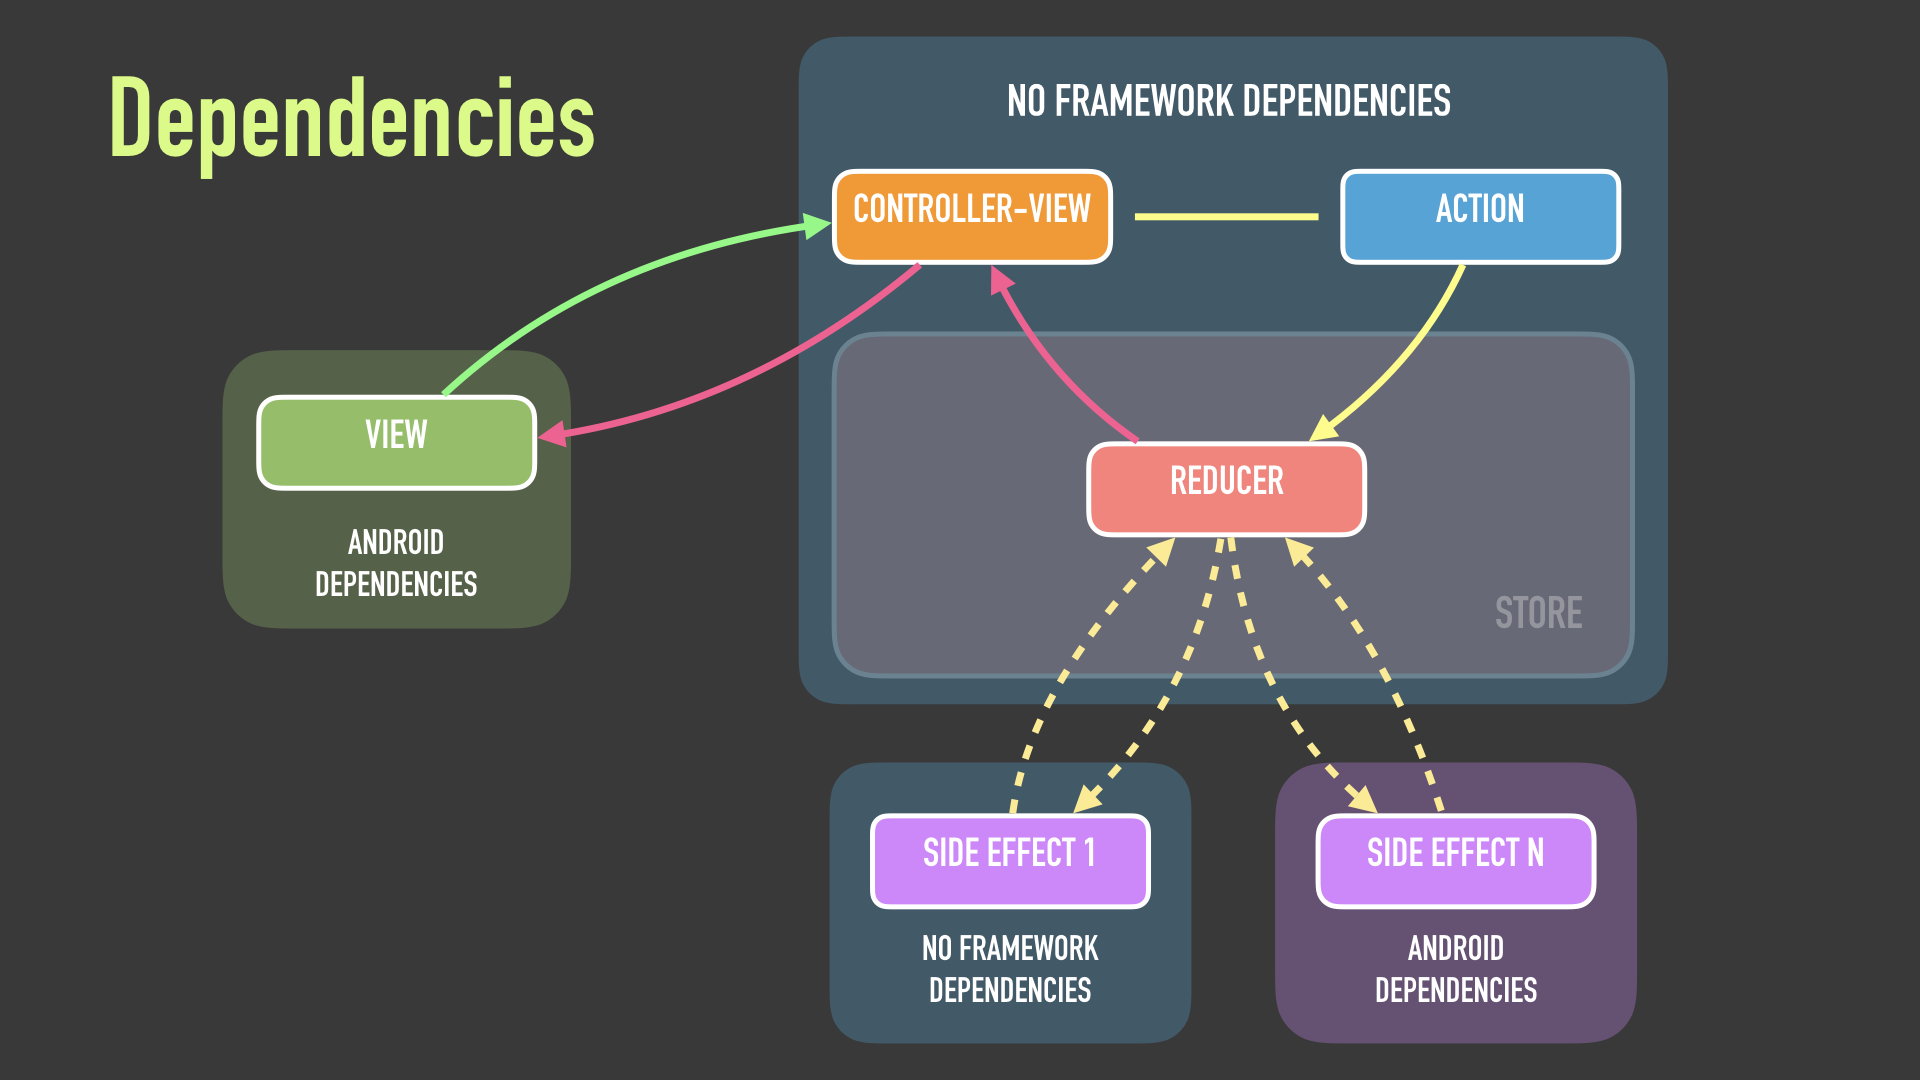 Dependencies
NO FRAMEWORK DEPENDENCIES
CONTROLLER-VIEW
ACTION
VIEW
ANDROID
DEPENDENCIES
REDUCER
STORE
SIDE EFFECT 1
NO FRAMEWORK
DEPENDENCIES
SIDE EFFECT N
ANDROID
DEPENDENCIES